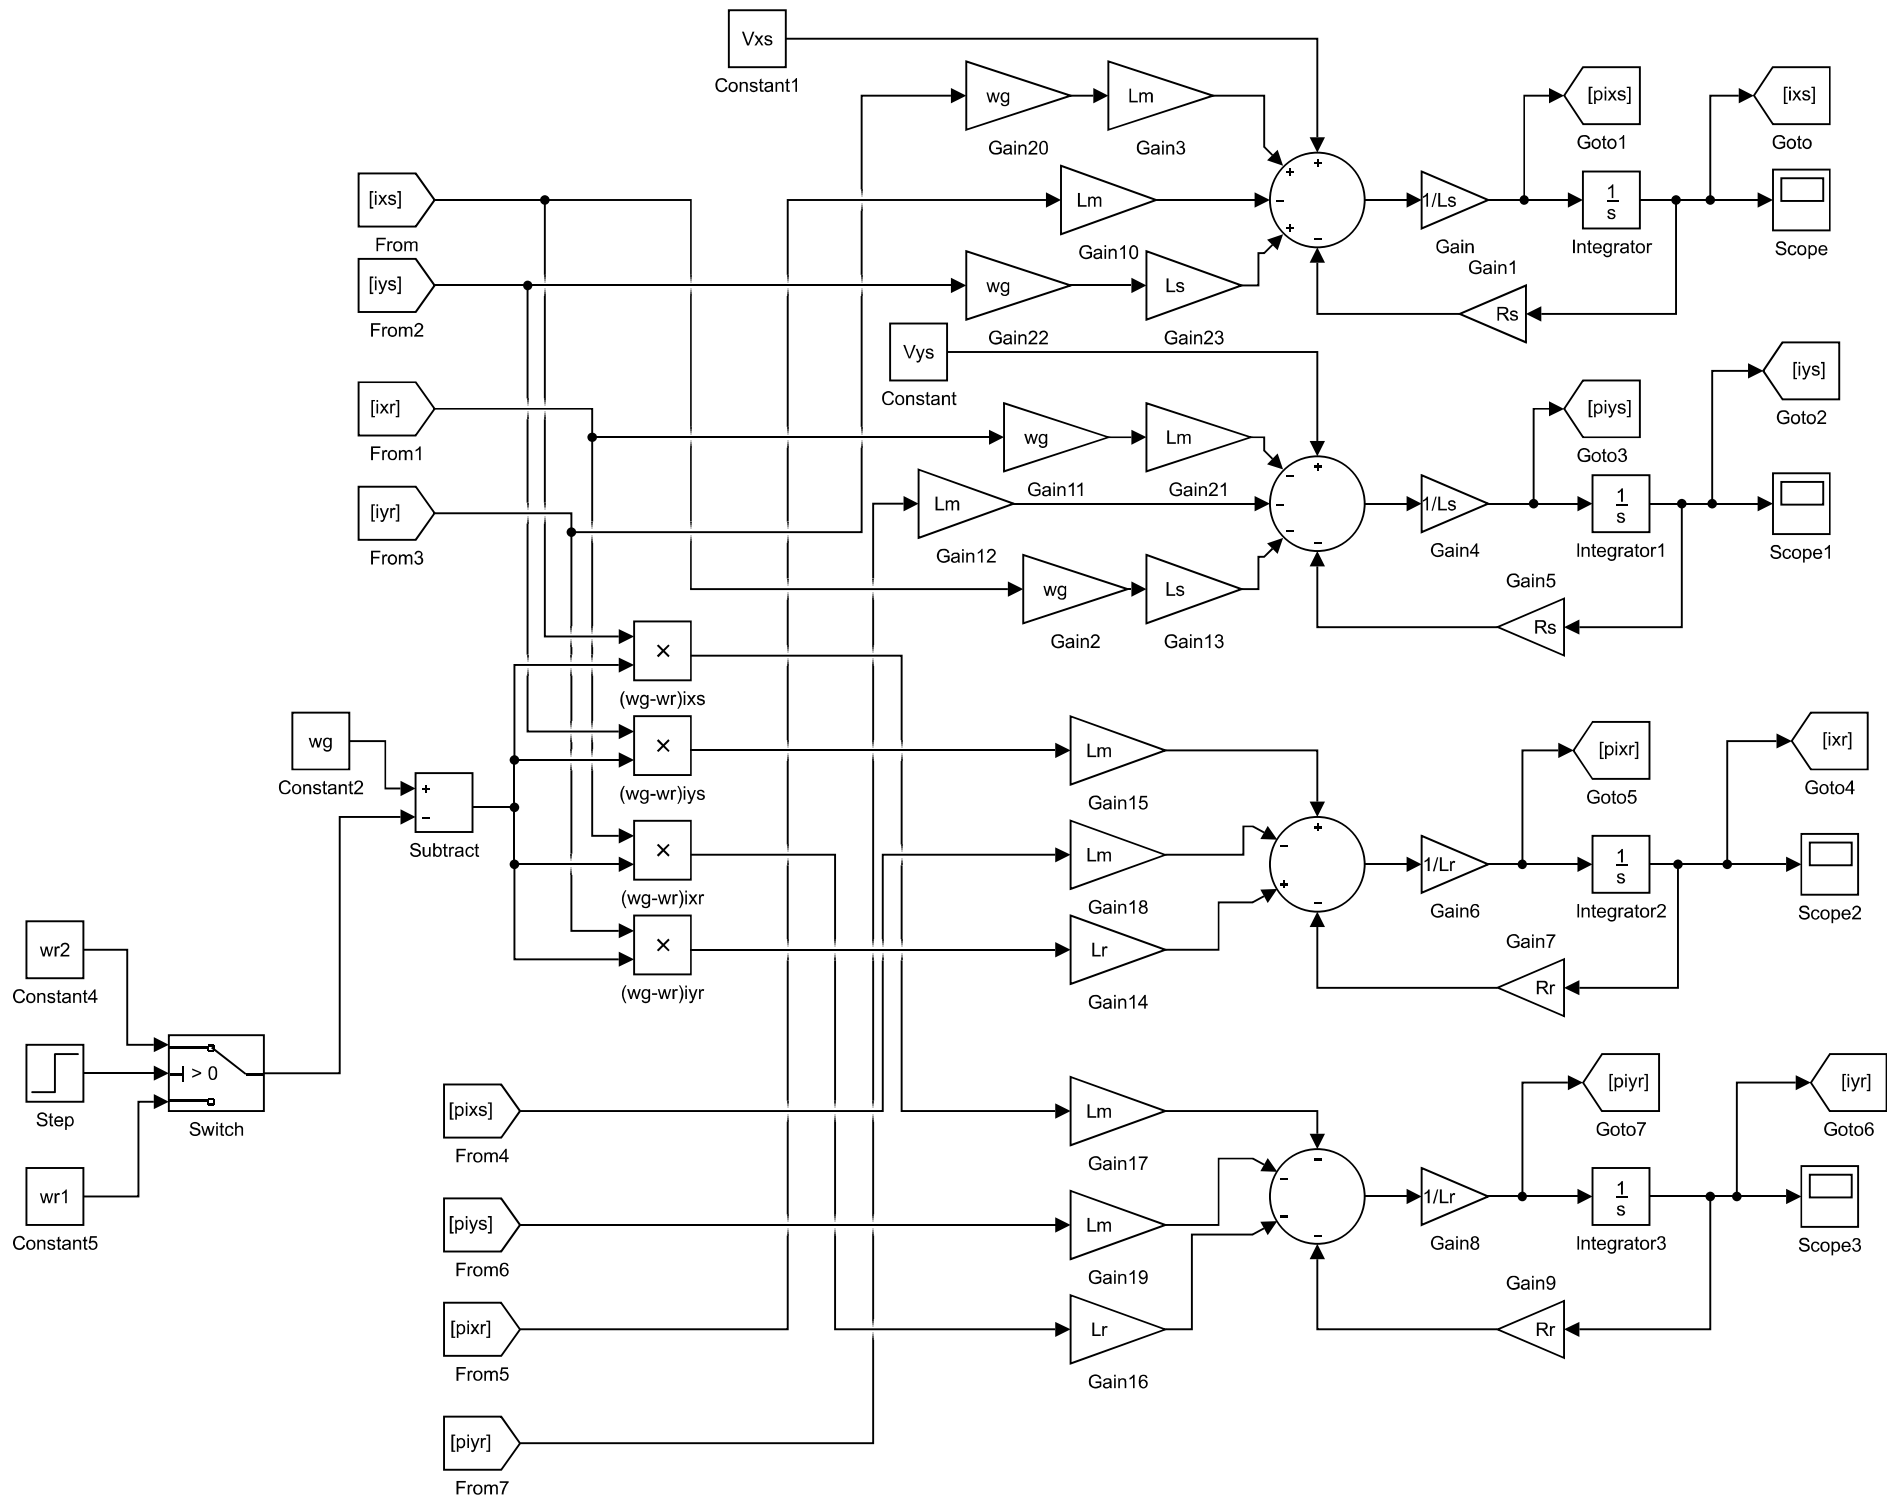 Vxs
Constant1
wg
Gain20
Lm
Gain3
[pixs]
Goto1
[ixs]
Goto
[ixs]
From
Lm
Gain10
+
+
-
+
-
1/Ls
Gain
1
s
Integrator
Scope
[iys]
From2
wg
Gain22
Ls
Gain23
Gain1
Rs
Vys
Constant
[iys]
Goto2
[ixr]
From1
wg
Gain11
Lm
Gain21
[piys]
Goto3
[iyr]
From3
Lm
Gain12
+
-
-
-
-
1/Ls
Gain4
1
s
Integrator1
Scope1
wg
Gain2
Ls
Gain13
Gain5
Rs
×
(wg-wr)ixs
wg
Constant2
×
(wg-wr)iys
Lm
Gain15
[pixr]
Goto5
[ixr]
Goto4
+
-
Subtract
×
(wg-wr)ixr
Lm
Gain18
+
-
+
-
1/Lr
Gain6
1
s
Integrator2
Scope2
wr2
Constant4
×
(wg-wr)iyr
Lr
Gain14
Gain7
Rr
Step
> 0
Switch
[pixs]
From4
Lm
Gain17
[piyr]
Goto7
[iyr]
Goto6
wr1
Constant5
[piys]
From6
Lm
Gain19
-
-
-
-
1/Lr
Gain8
1
s
Integrator3
Scope3
[pixr]
From5
Lr
Gain16
Gain9
Rr
[piyr]
From7